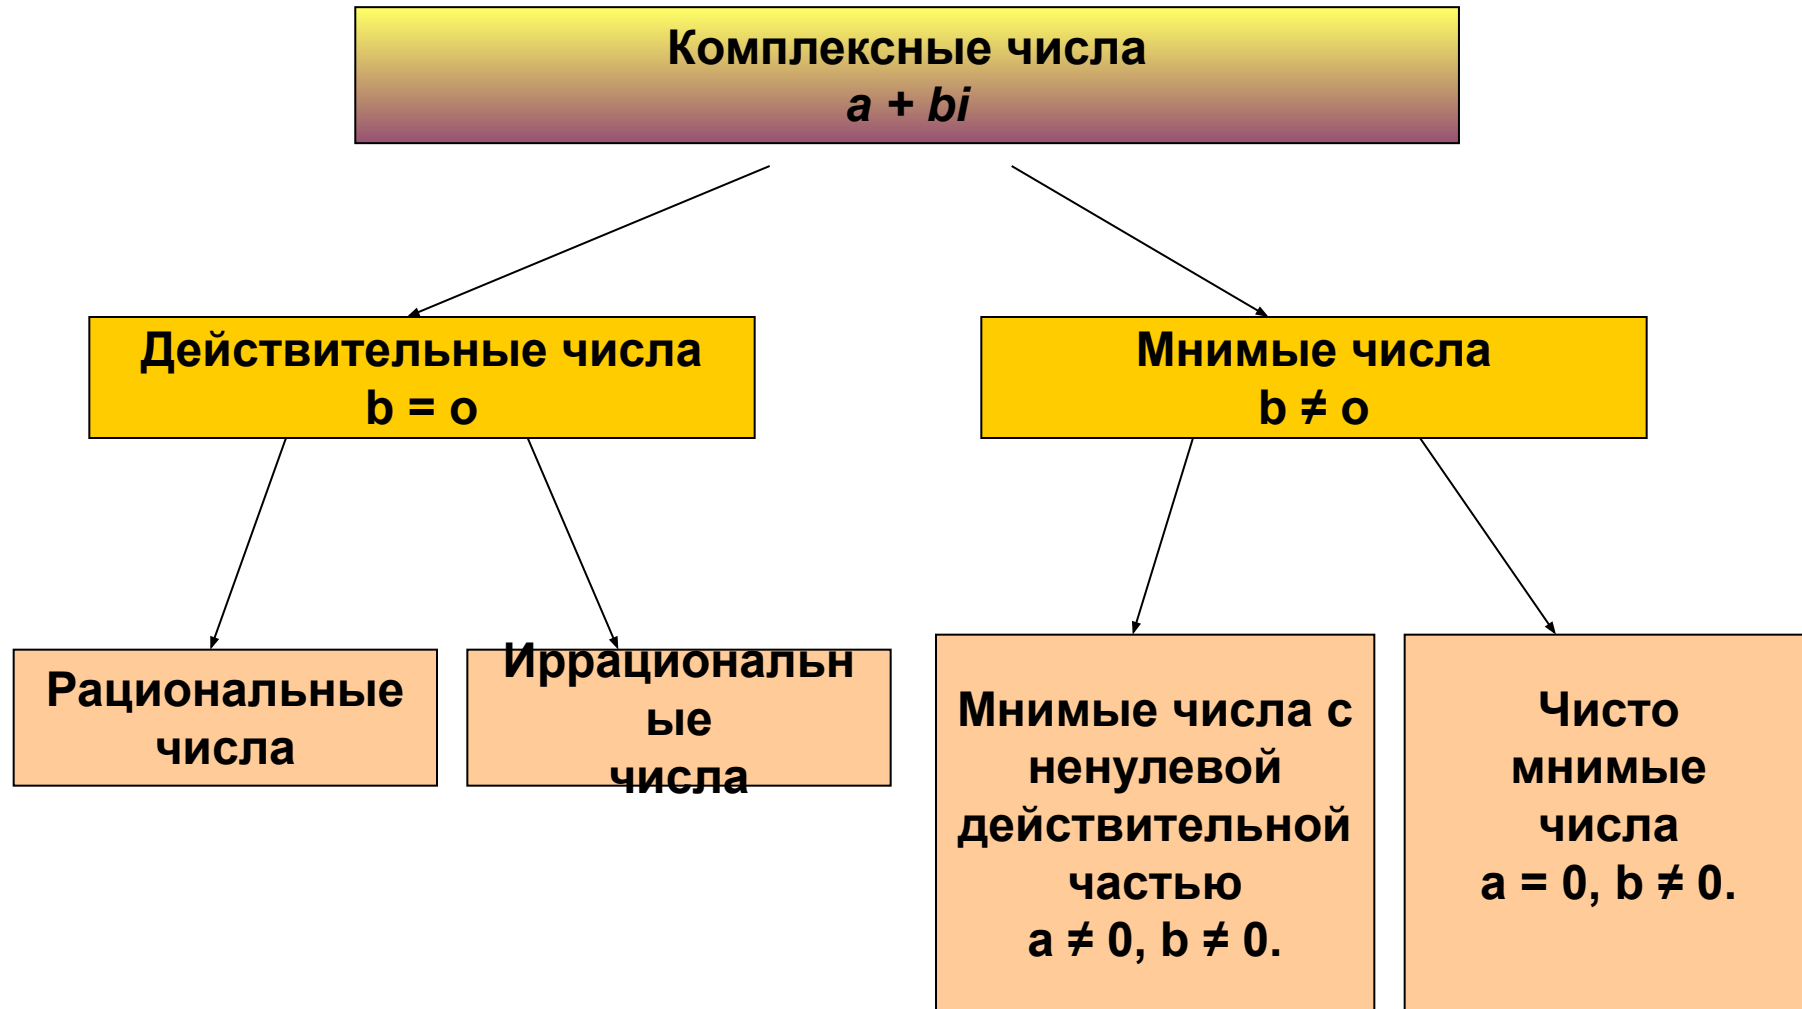 Комплексные числа
a + bi
Действительные числа
b = o
Мнимые числа
b ≠ o
Рациональные
числа
Иррациональн
ые
числа
Мнимые числа с
ненулевой
действительной
частью
a ≠ 0, b ≠ 0.
Чисто
мнимые
числа
a = 0, b ≠ 0.